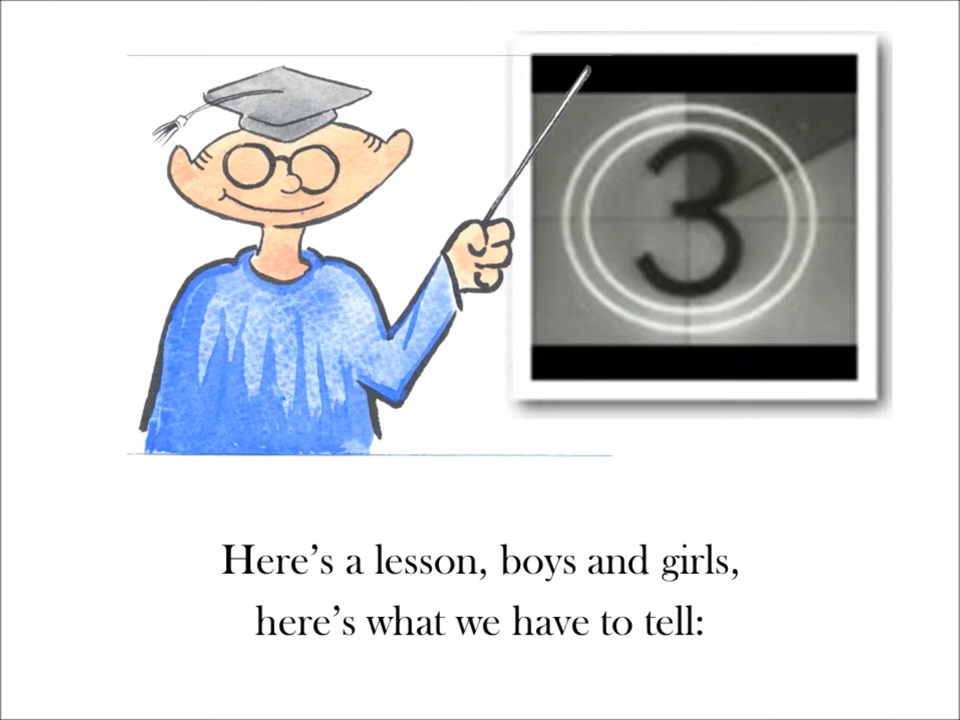 3
Here’s a lesson, boys and girls,
here’s what we have to tell: